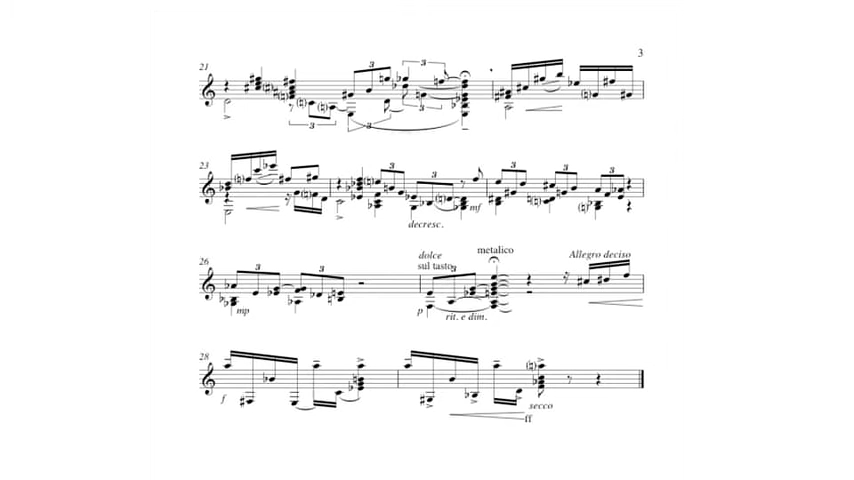 3
21
3
3
3
3
23
3
3
3
decresc.
mf
26
3
3
dolce
sul tasto
3
metalico
Allegro deciso
mp
p
rit. e dim.
28
f
secco
ff